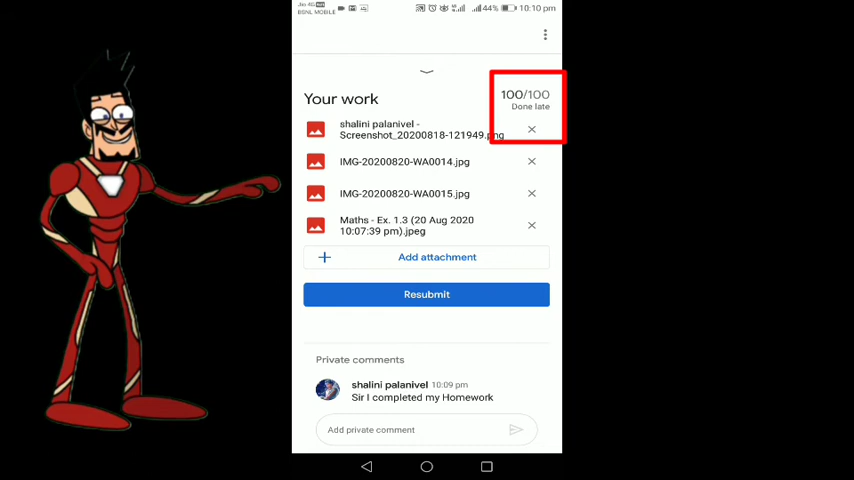 Jio 4G
BSNL MOBILE
44% 10:10 pm
Your work
100/100
Done late
shalini palanivel -
Screenshot_20200818-121949.png
IMG-20200820-WA0014.jpg
IMG-20200820-WA0015.jpg
Maths - Ex. 1.3 (20 Aug 2020
10:07:39 pm).jpeg
Add attachment
Resubmit
Private comments
shalini palanivel 10:09 pm
Sir I completed my Homework
Add private comment